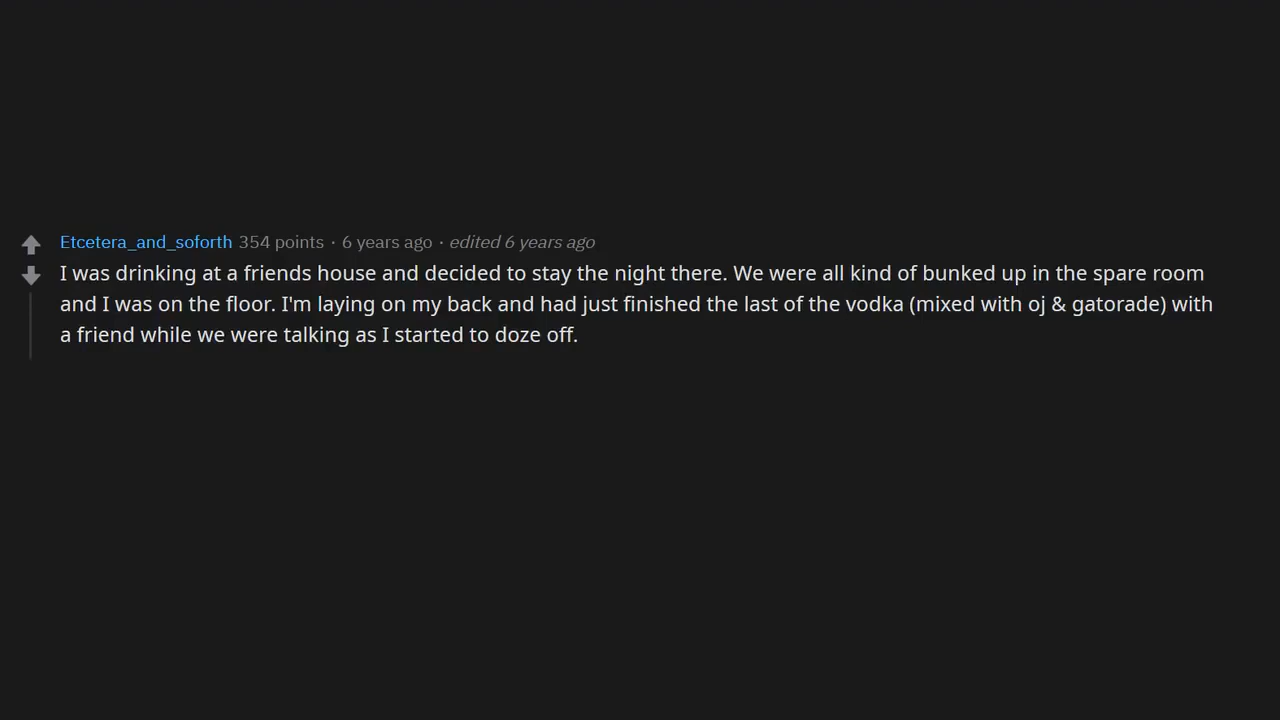 Etcetera_and_soforth 354 points · 6 years ago · edited 6 years ago
I was drinking at a friends house and decided to stay the night there. We were all kind of bunked up in the spare room
and I was on the floor. I'm laying on my back and had just finished the last of the vodka (mixed with oj & gatorade) with
a friend while we were talking as I started to doze off.